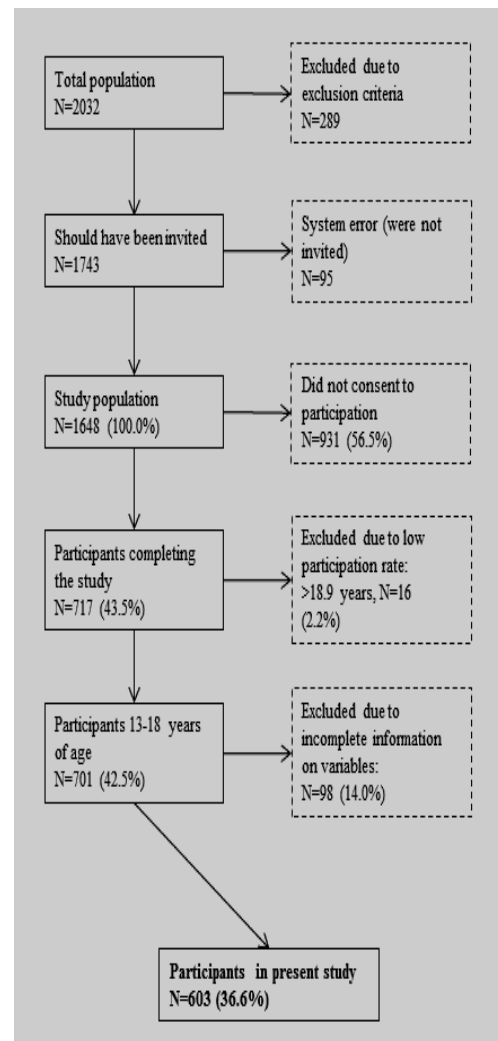 Total population
N=2032
Excluded due to
exclusion criteria
N=289
Should have been invited
N=1743
System error (were not
invited)
N=95
Study population
N=1648 (100.0%)
Did not consent to
participation
N=931 (56.5%)
Participants completing
the study
N=717 (43.5%)
Excluded due to low
participation rate:
>18.9 years, N=16
(2.2%)
Participants 13-18 years
of age
N=701 (42.5%)
Excluded due to
incomplete information
on variables:
N=98 (14.0%)
Participants in present study
N=603 (36.6%)